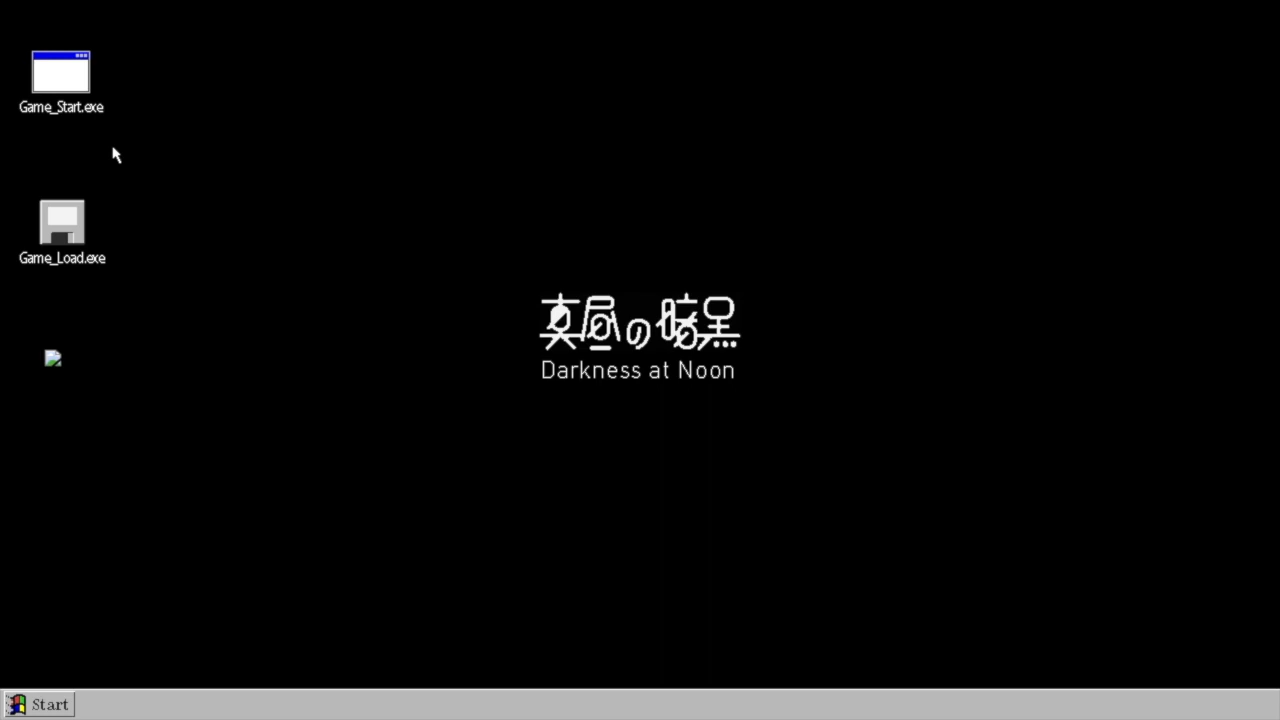 Game_Start.exe
Game_Load.exe
真昼の暗黒
Darkness at Noon
Start